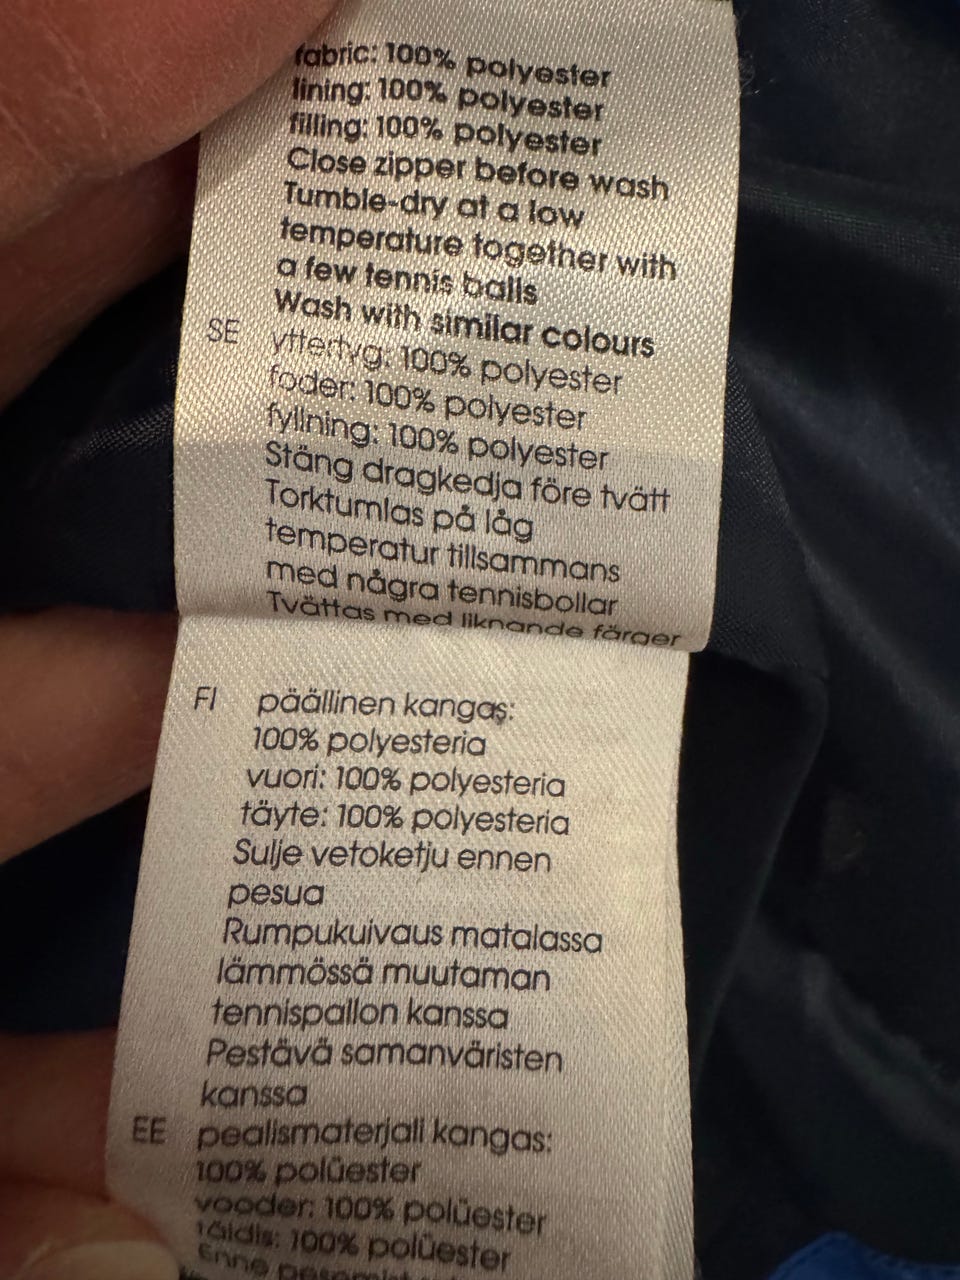 fabric: 100% polyester
lining: 100% polyester
filling: 100% polyester
Close zipper before wash
Tumble-dry at a low
temperature together with
a few tennis balls
Wash with similar colours
SE yttertyg: 100% polyester
foder: 100% polyester
fyllning: 100% polyester
Stäng dragkedja före tvätt
Torktumlas på låg
temperatur tillsammans
med några tennisbollar
Tvättas med liknande färger
FI päällinen kangas:
100% polyesteria
vuori: 100% polyesteria
täyte: 100% polyesteria
Sulje vetoketju ennen
pesua
Rumpukuivaus matalassa
lämmössä muutaman
tennispallon kanssa
Pestävä samanväristen
kanssa
EE pealismaterjali kangas:
100% polüester
vooder: 100% polüester
täidis: 100% polüester
Enne